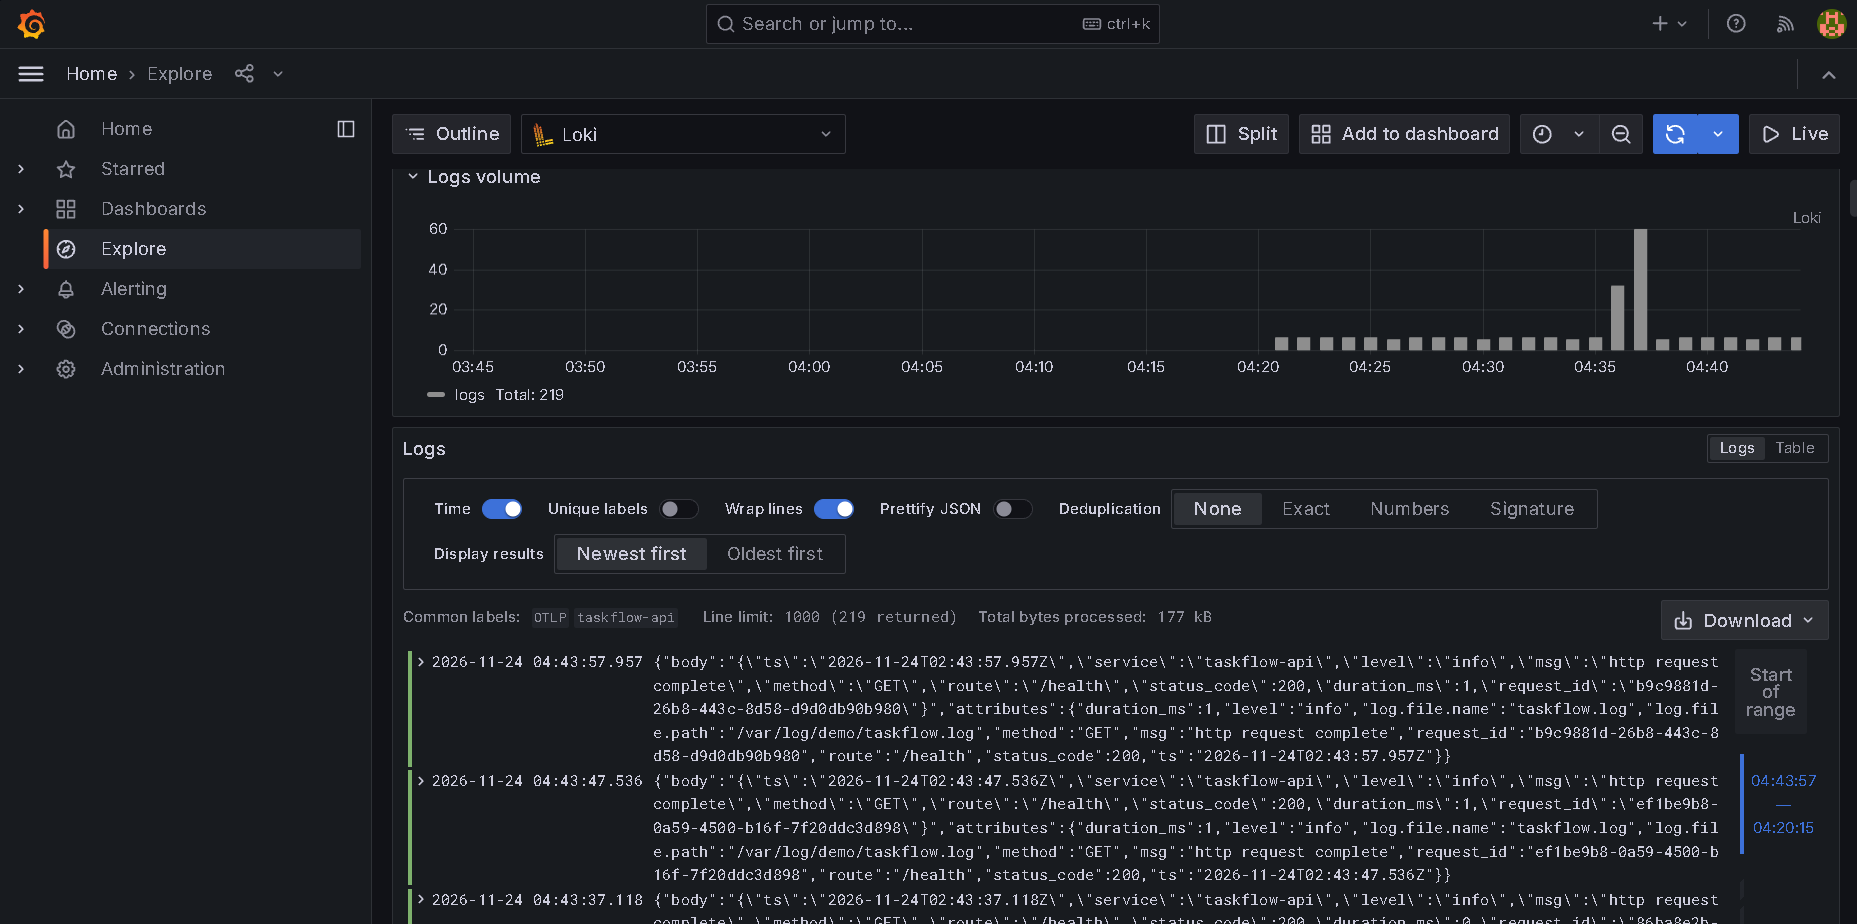 Search or jump to...
ctrl+k
Home › Explore
Home
Starred
Dashboards
Explore
Alerting
Connections
Administration
Outline
Loki
Split
Add to dashboard
Live
Logs volume
Loki
60
40
20
0
03:45 03:50 03:55 04:00 04:05 04:10 04:15 04:20 04:25 04:30 04:35 04:40
logs Total: 219
Logs
Logs Table
Time Unique labels Wrap lines Prettify JSON Deduplication None Exact Numbers Signature
Display results Newest first Oldest first
Common labels: OTLP taskflow-api Line limit: 1000 (219 returned) Total bytes processed: 177 kB
Download
2026-11-24 04:43:57.957 {"body":"{\"ts\":\"2026-11-24T02:43:57.957Z\",\"service\":\"taskflow-api\",\"level\":\"info\",\"msg\":\"http request
complete\",\"method\":\"GET\",\"route\":\"/health\",\"status_code\":200,\"duration_ms\":1,\"request_id\":\"b9c9881d-
26b8-443c-8d58-d9d0db90b980\"}","attributes":{"duration_ms":1,"level":"info","log.file.name":"taskflow.log","log.fil
e.path":"/var/log/demo/taskflow.log","method":"GET","msg":"http request complete","request_id":"b9c9881d-26b8-443c-8
d58-d9d0db90b980","route":"/health","status_code":200,"ts":"2026-11-24T02:43:57.957Z"}}
2026-11-24 04:43:47.536 {"body":"{\"ts\":\"2026-11-24T02:43:47.536Z\",\"service\":\"taskflow-api\",\"level\":\"info\",\"msg\":\"http request
complete\",\"method\":\"GET\",\"route\":\"/health\",\"status_code\":200,\"duration_ms\":1,\"request_id\":\"ef1be9b8-
0a59-4500-b16f-7f20ddc3d898\"}","attributes":{"duration_ms":1,"level":"info","log.file.name":"taskflow.log","log.fil
e.path":"/var/log/demo/taskflow.log","method":"GET","msg":"http request complete","request_id":"ef1be9b8-0a59-4500-b
16f-7f20ddc3d898","route":"/health","status_code":200,"ts":"2026-11-24T02:43:47.536Z"}}
2026-11-24 04:43:37.118 {"body":"{\"ts\":\"2026-11-24T02:43:37.118Z\",\"service\":\"taskflow-api\",\"level\":\"info\",\"msg\":\"http request
complete\",\"method\":\"GET\",\"route\":\"/health\",\"status_code\":200,\"duration_ms\":0,\"request_id\":\"86ba8e2b-
Start
of
range
04:43:57
—
04:20:15